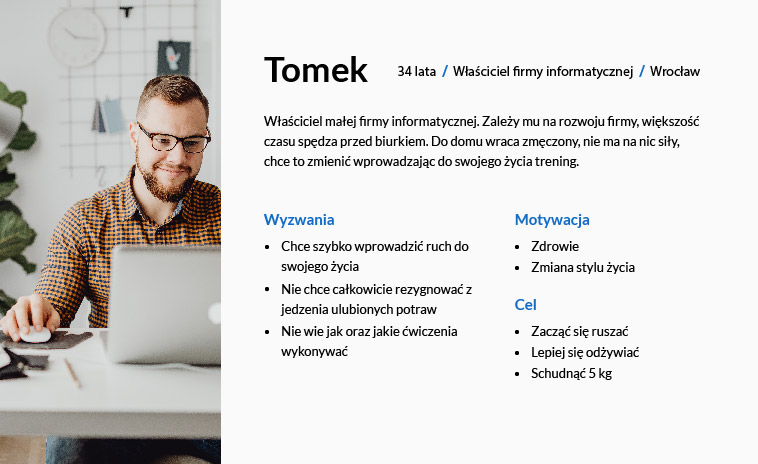 Tomek
34 lata / Właściciel firmy informatycznej / Wrocław
Właściciel małej firmy informatycznej. Zależy mu na rozwoju firmy, większość
czasu spędza przed biurkiem. Do domu wraca zmęczony, nie ma na nic siły,
chce to zmienić wprowadzając do swojego życia trening.
Wyzwania
• Chce szybko wprowadzić ruch do
swojego życia
• Nie chce całkowicie rezygnować z
jedzenia ulubionych potraw
• Nie wie jak oraz jakie ćwiczenia
wykonywać
Motywacja
• Zdrowie
• Zmiana stylu życia
Cel
• Zacząć się ruszać
• Lepiej się odżywiać
• Schudnąć 5 kg